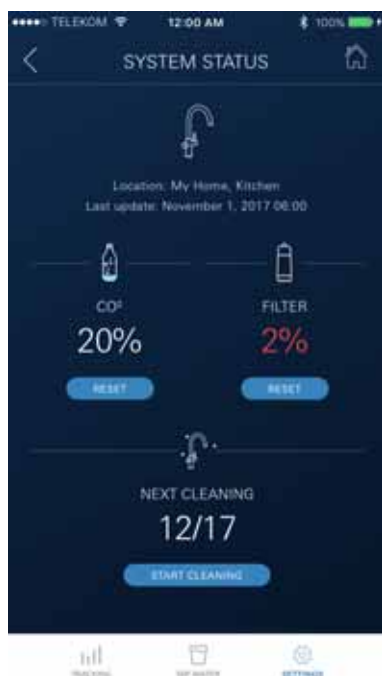 TELEKOM 12:00 AM 100%
SYSTEM STATUS
Location: My Home, Kitchen
Last update: November 1, 2017 06:00
CO² FILTER
20% 2%
RESET RESET
NEXT CLEANING
12/17
START CLEANING
TRACKING SETTINGS